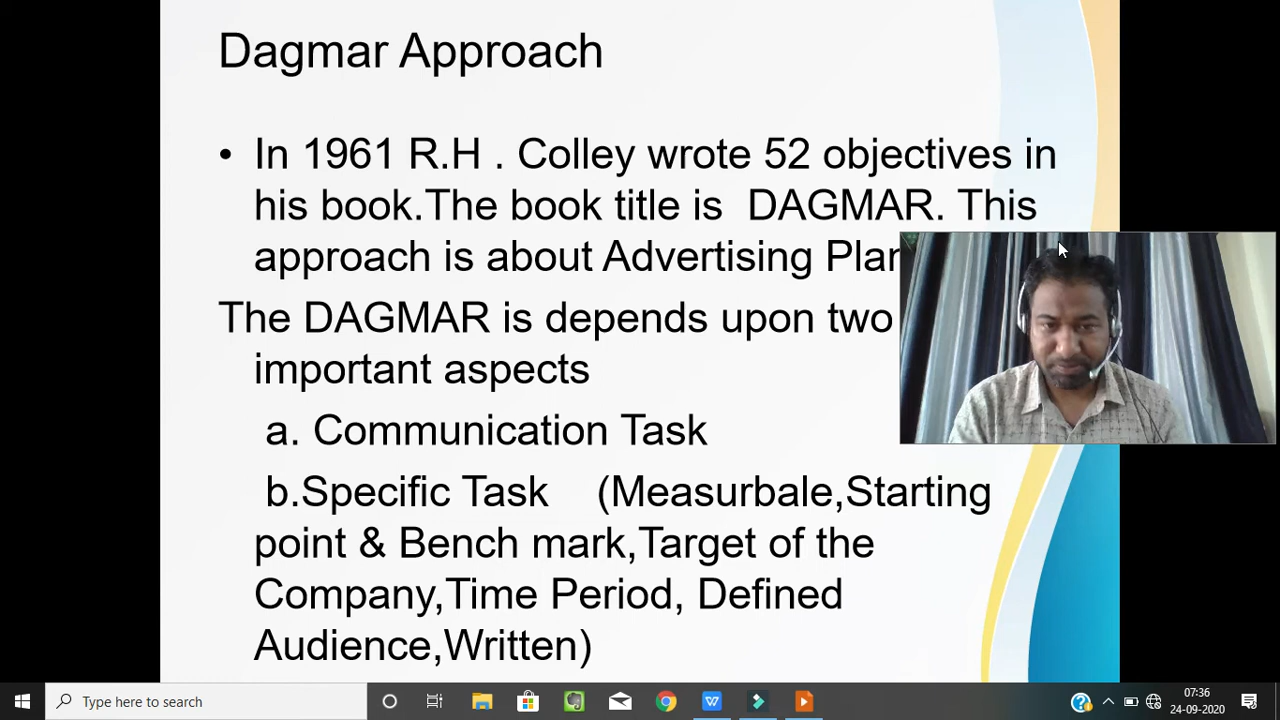 Dagmar Approach
• In 1961 R.H . Colley wrote 52 objectives in
his book.The book title is DAGMAR. This
approach is about Advertising
The DAGMAR is depends upon two
important aspects
a. Communication Task
b.Specific Task (Measurbale,Starting
point & Bench mark,Target of the
Company,Time Period, Defined
Audience,Written)
Type here to search
07:36
24-09-2020